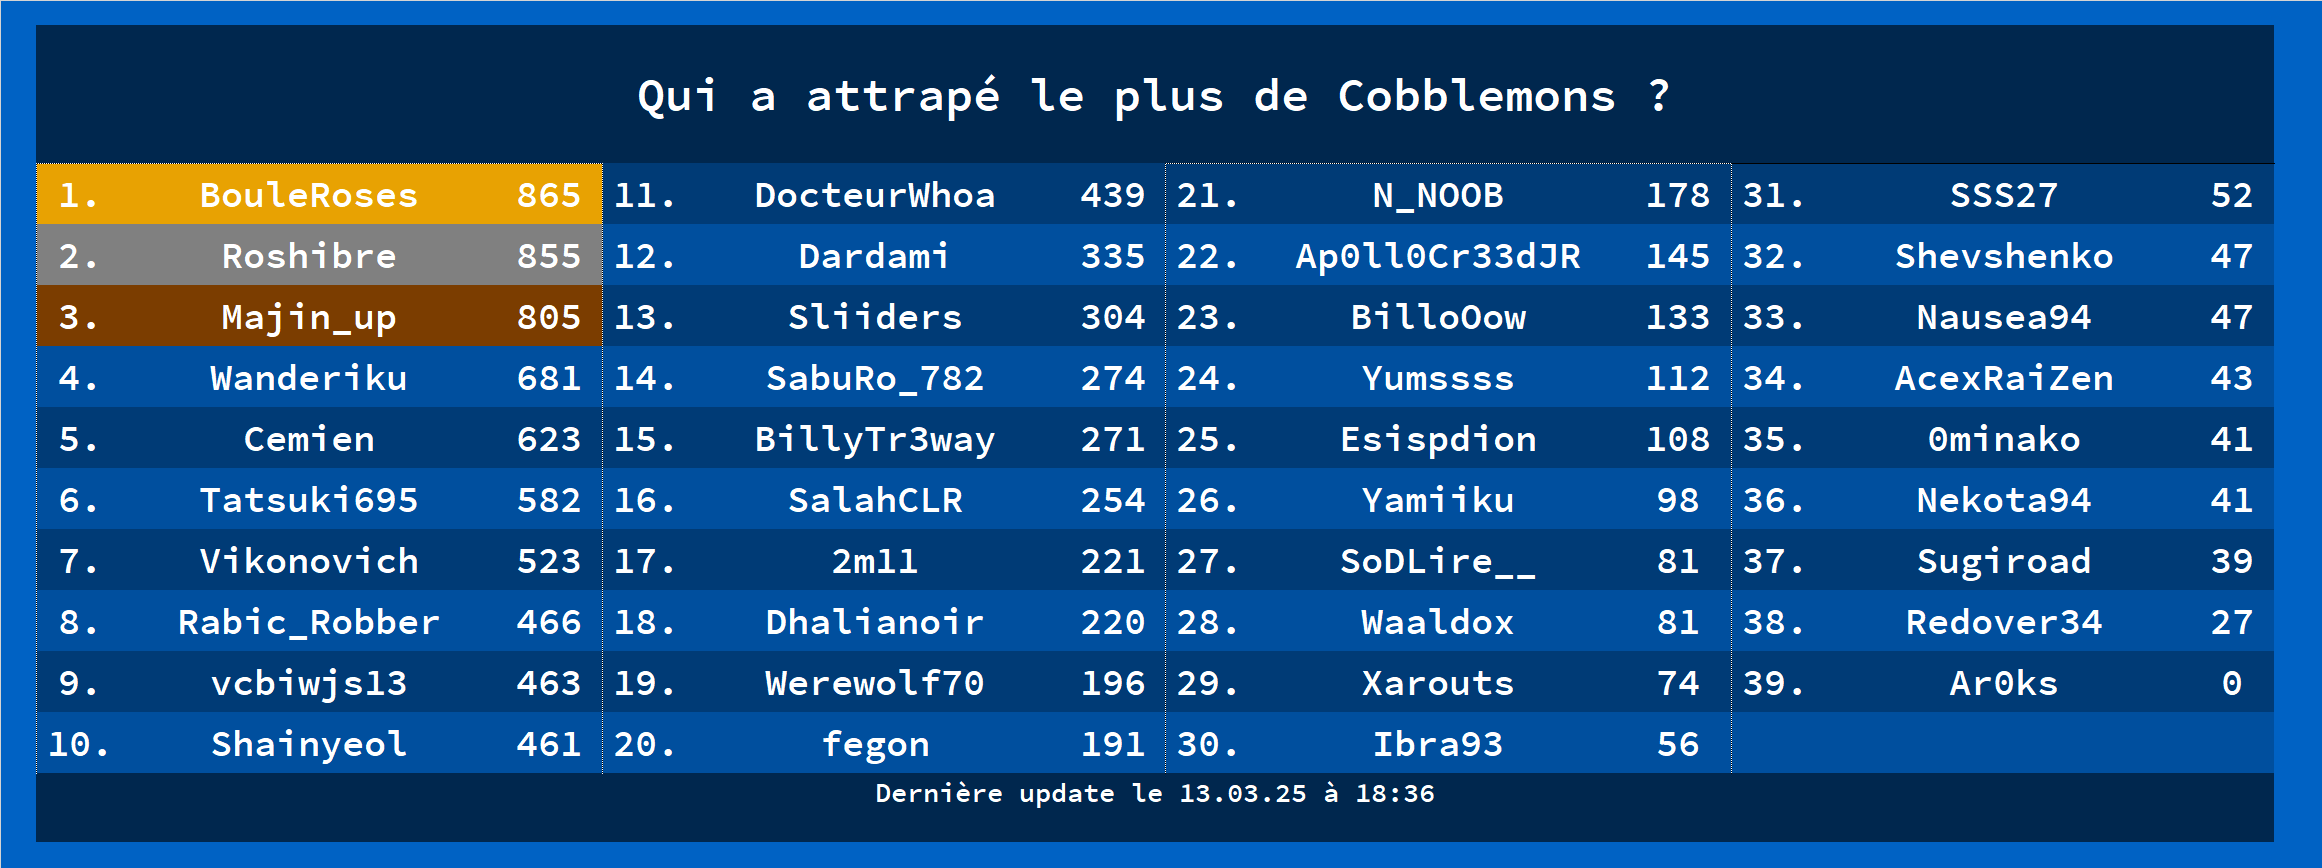 Qui a attrapé le plus de Cobblemons ?
1. BouleRoses 865 11. DocteurWhoa 439 21. N_NOOB 178 31. SSS27 52
2. Roshibre 855 12. Dardami 335 22. Ap0ll0Cr33dJR 145 32. Shevshenko 47
3. Majin_up 805 13. Sliiders 304 23. BilloOow 133 33. Nausea94 47
4. Wanderiku 681 14. SabuRo_782 274 24. Yumssss 112 34. AcexRaiZen 43
5. Cemien 623 15. BillyTr3way 271 25. Esispdion 108 35. 0minako 41
6. Tatsuki695 582 16. SalahCLR 254 26. Yamiiku 98 36. Nekota94 41
7. Vikonovich 523 17. 2m11 221 27. SoDLire__ 81 37. Sugiroad 39
8. Rabic_Robber 466 18. Dhalianoir 220 28. Waaldox 81 38. Redover34 27
9. vcbiwjs13 463 19. Werewolf70 196 29. Xarouts 74 39. Ar0ks 0
10. Shainyeol 461 20. fegon 191 30. Ibra93 56
Dernière update le 13.03.25 à 18:36